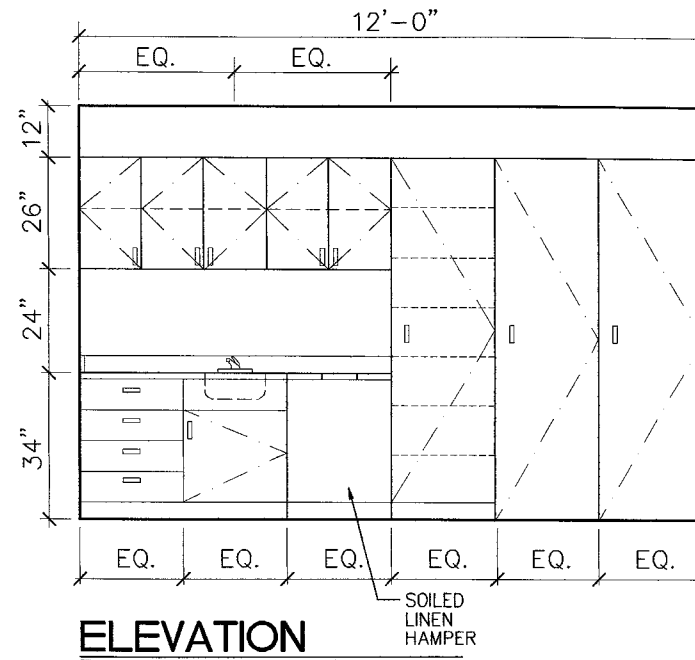 12'-0"
EQ. EQ.
12"
26"
24"
34"
EQ. EQ. EQ. EQ. EQ. EQ.
SOILED
LINEN
HAMPER
ELEVATION